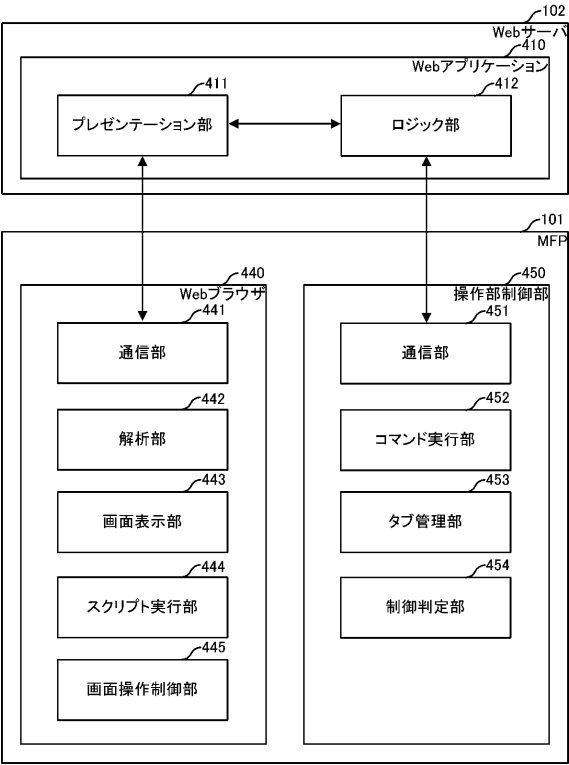 102
Webサーバ
410
Webアプリケーション
411
プレゼンテーション部
412
ロジック部
101
MFP
440
Webブラウザ
441
通信部
442
解析部
443
画面表示部
444
スクリプト実行部
445
画面操作制御部
450
操作部制御部
451
通信部
452
コマンド実行部
453
タブ管理部
454
制御判定部